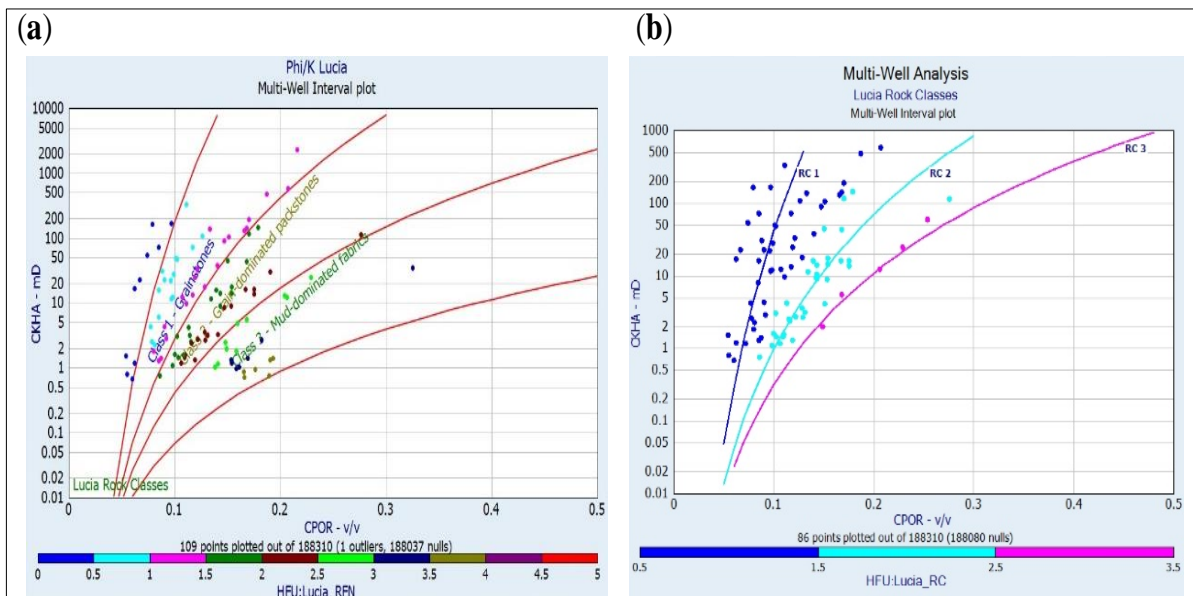 (a)
Phi/K Lucia
Multi-Well Interval plot
10000
5000
2000
1000
500
200
100
50
20
10
5
2
1
0.5
0.2
0.1
0.05
0.02
0.01
CKHA - mD
Class 1 - Grainstones
Class 2 - Grain-dominated packstones
Class 3 - Mud-dominated fabrics
Lucia Rock Classes
0 0.1 0.2 0.3 0.4 0.5
CPOR - v/v
109 points plotted out of 188310 (1 outliers, 188037 nulls)
0 0.5 1 1.5 2 2.5 3 3.5 4 4.5 5
HFU:Lucia_RFN
(b)
Multi-Well Analysis
Lucia Rock Classes
Multi-Well Interval plot
1000
500
200
100
50
20
10
5
2
1
0.5
0.2
0.1
0.05
0.02
0.01
CKHA - mD
RC 1
RC 2
RC 3
0 0.1 0.2 0.3 0.4 0.5
CPOR - v/v
86 points plotted out of 188310 (188080 nulls)
0.5 1.5 2.5 3.5
HFU:Lucia_RC